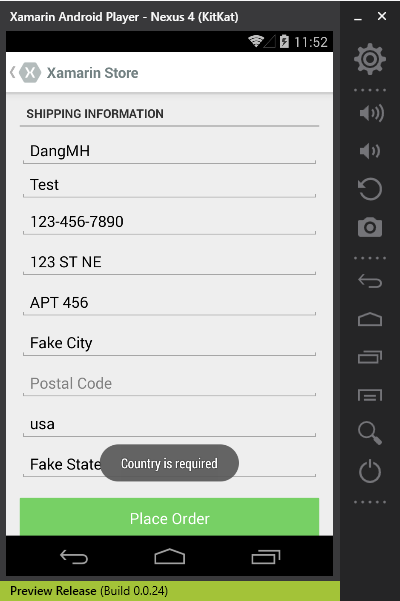 Xamarin Android Player - Nexus 4 (KitKat)
11:52
Xamarin Store
SHIPPING INFORMATION
DangMH
Test
123-456-7890
123 ST NE
APT 456
Fake City
Postal Code
usa
Fake State
Country is required
Place Order
Preview Release (Build 0.0.24)